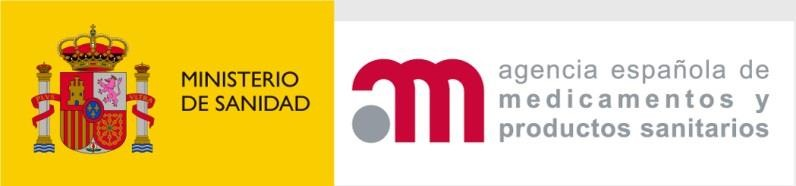 MINISTERIO
DE SANIDAD
agencia española de
medicamentos y
productos sanitarios